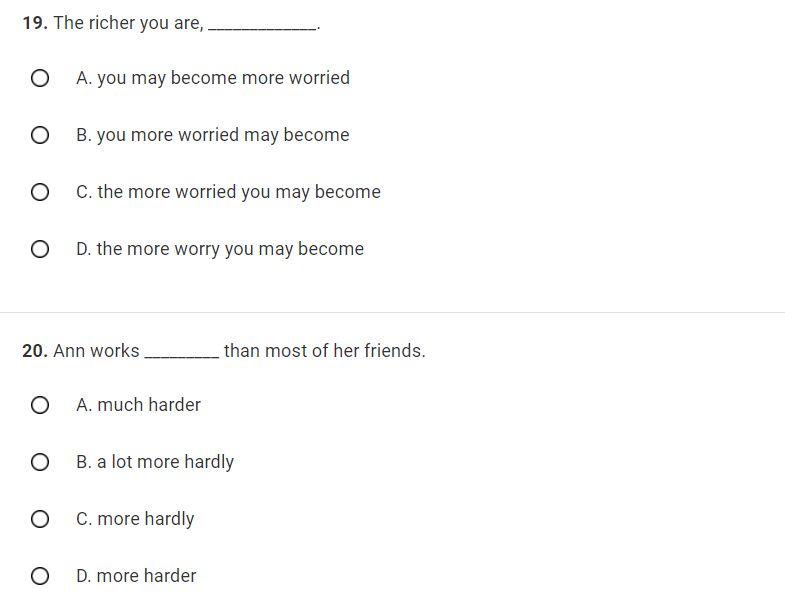 19. The richer you are, _____________.
A. you may become more worried
B. you more worried may become
C. the more worried you may become
D. the more worry you may become
20. Ann works _________ than most of her friends.
A. much harder
B. a lot more hardly
C. more hardly
D. more harder